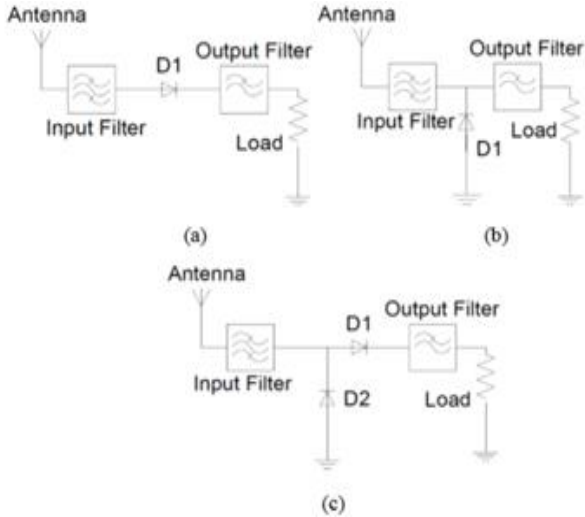 Antenna
D1
Output Filter
Input Filter
Load
(a)
Antenna
Output Filter
Input Filter
D1
Load
(b)
Antenna
D1
Output Filter
Input Filter
D2
Load
(c)